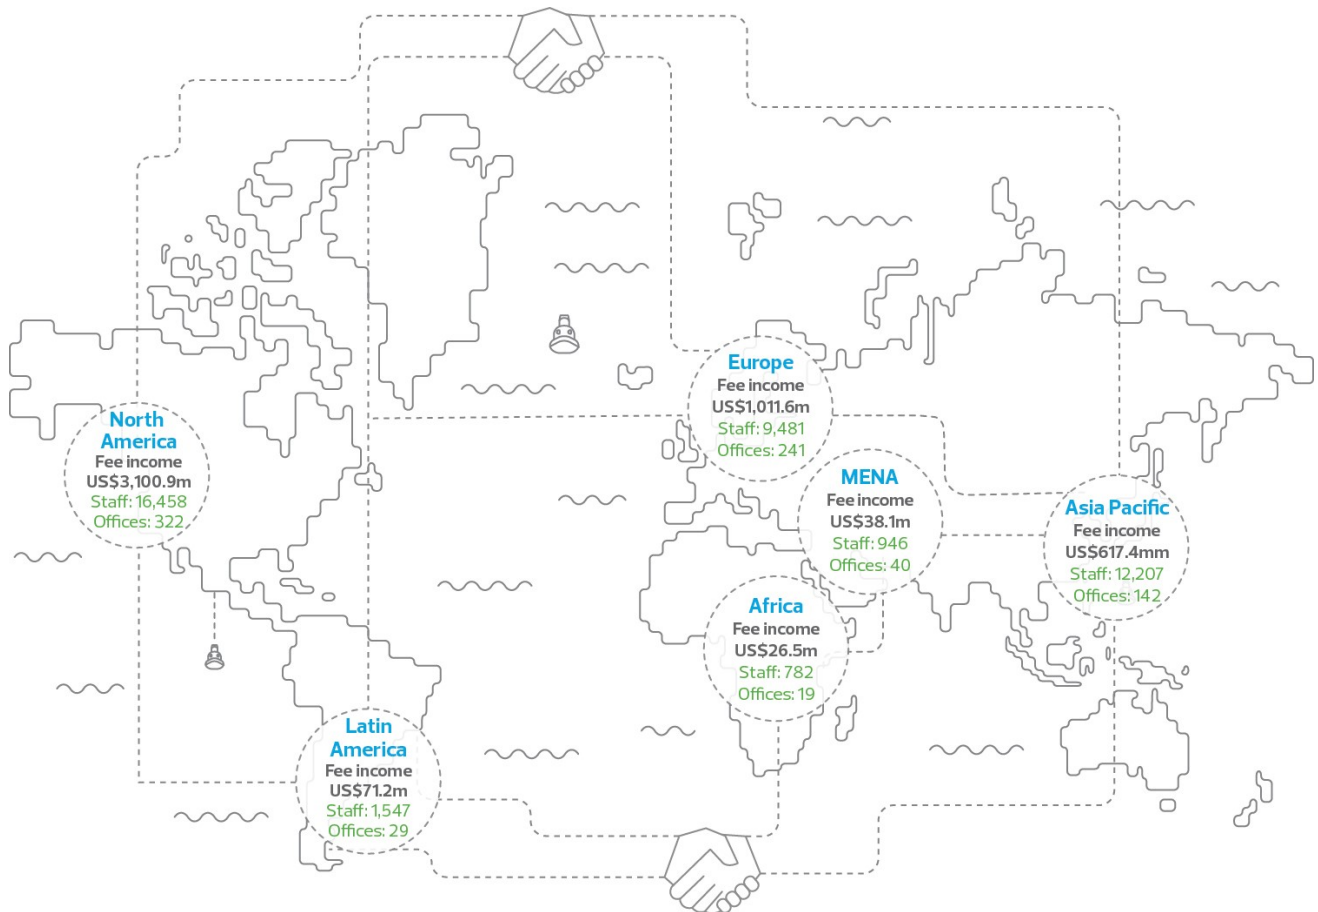 Europe
Fee income
US$1,011.6m
Staff: 9,481
Offices: 241
North
America
Fee income
US$3,100.9m
Staff: 16,458
Offices: 322
MENA
Fee income
US$38.1m
Staff: 946
Offices: 40
Asia Pacific
Fee income
US$617.4mm
Staff: 12,207
Offices: 142
Africa
Fee income
US$26.5m
Staff: 782
Offices: 19
Latin
America
Fee income
US$71.2m
Staff: 1,547
Offices: 29